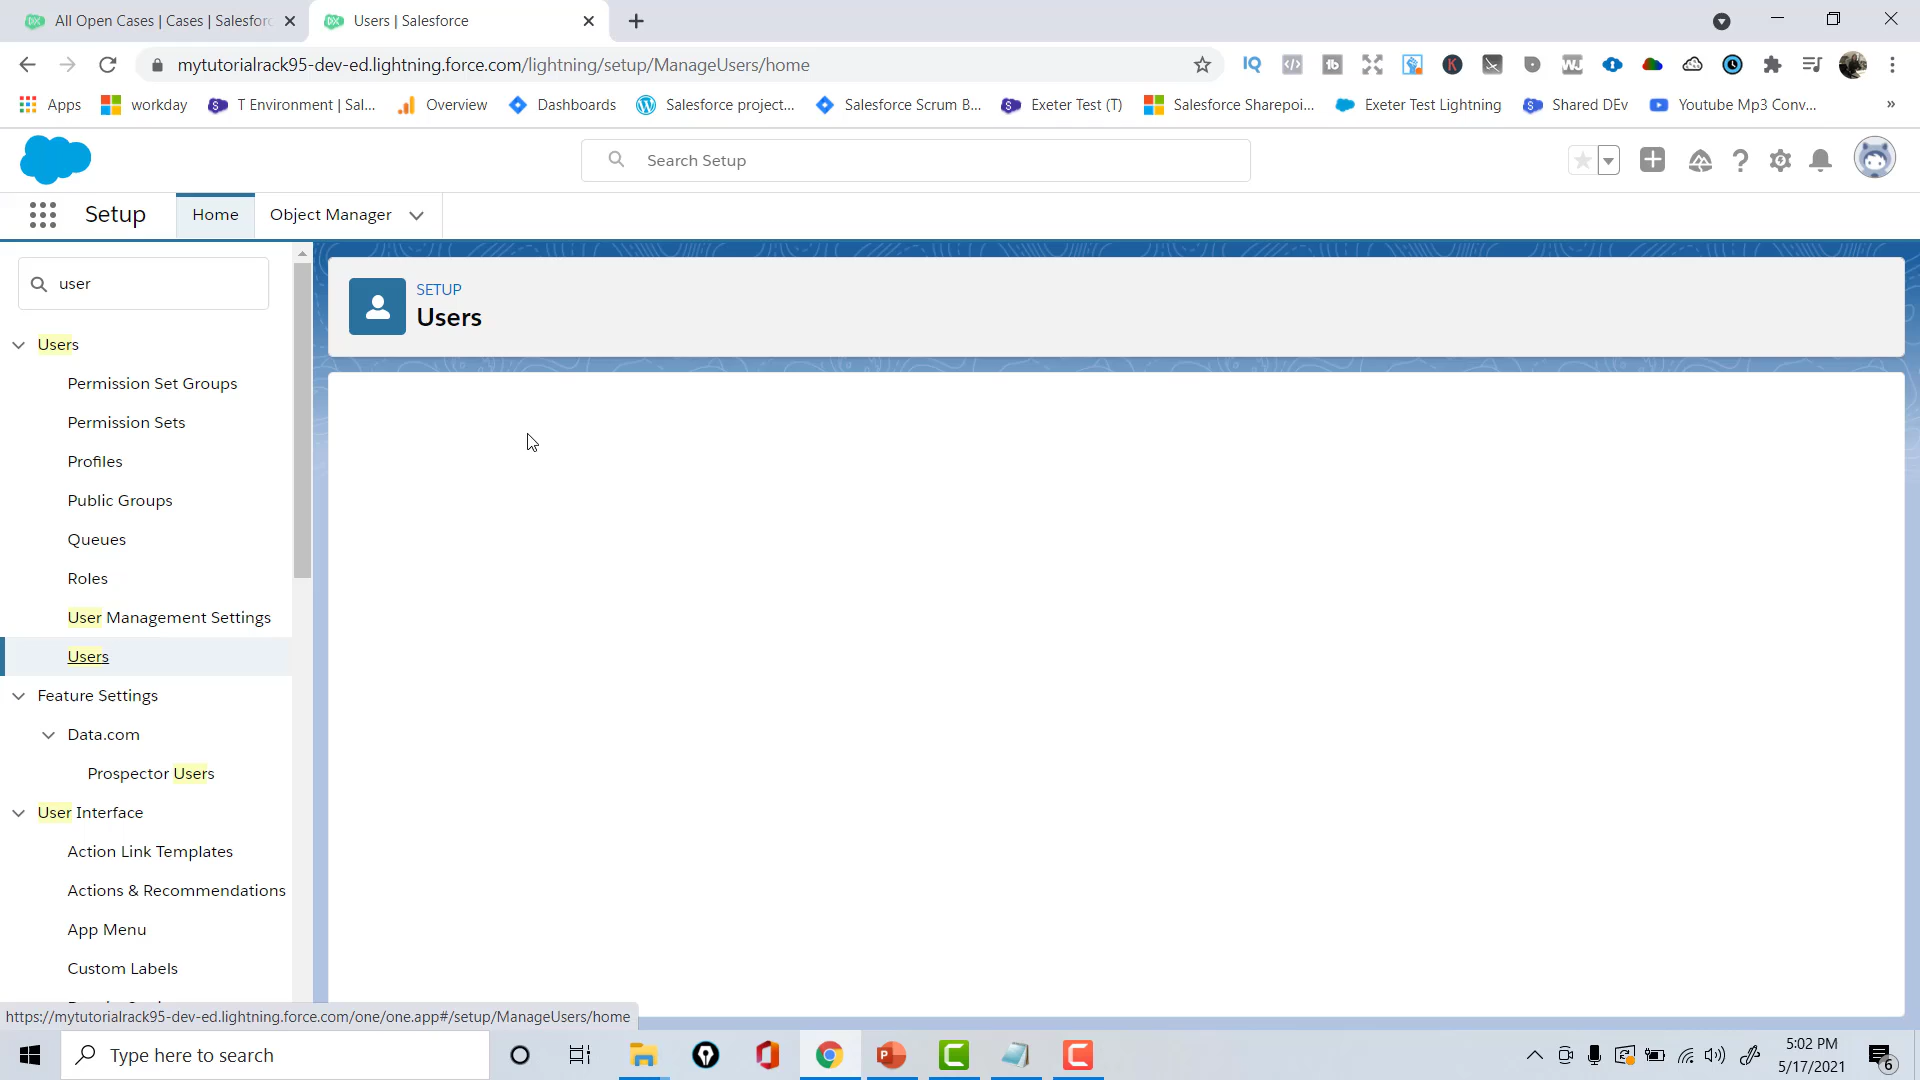 All Open Cases | Cases | Salesforc
Users | Salesforce
mytutorialrack95-dev-ed.lightning.force.com/lightning/setup/ManageUsers/home
Apps
workday
T Environment | Sal...
Overview
Dashboards
Salesforce project...
Salesforce Scrum B...
Exeter Test (T)
Salesforce Sharepoi...
Exeter Test Lightning
Shared DEv
Youtube Mp3 Conv...
»
Search Setup
Setup
Home
Object Manager
user
SETUP
Users
Users
Permission Set Groups
Permission Sets
Profiles
Public Groups
Queues
Roles
User Management Settings
Users
Feature Settings
Data.com
Prospector Users
User Interface
Action Link Templates
Actions & Recommendations
App Menu
Custom Labels
https://mytutorialrack95-dev-ed.lightning.force.com/one/one.app#/setup/ManageUsers/home
Type here to search
5:02 PM
5/17/2021
6